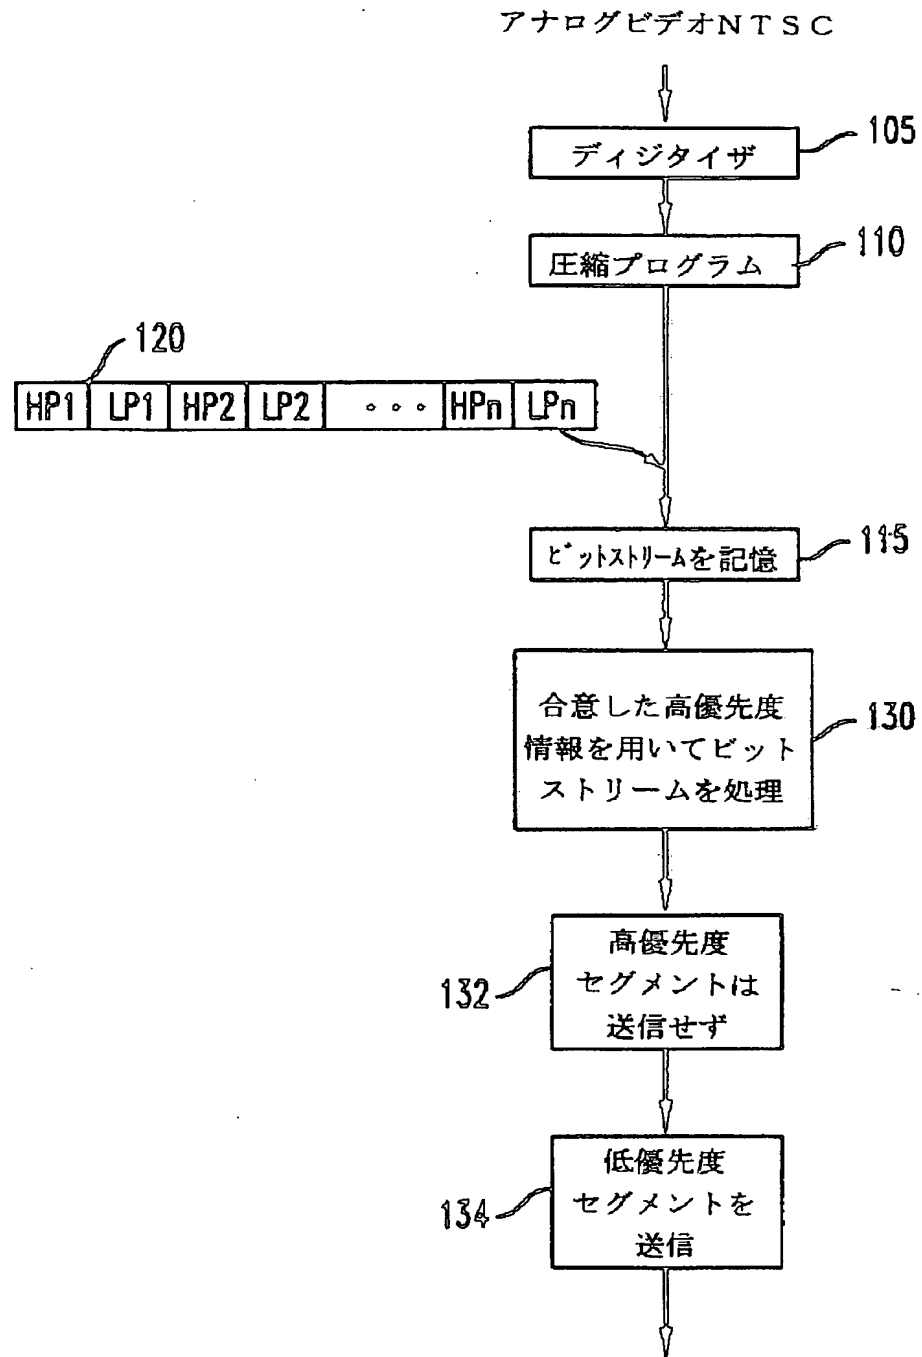 アナログビデオNTSC
105
ディジタイザ
110
圧縮プログラム
120
HP1 LP1 HP2 LP2 ∘∘∘ HPn LPn
115
ビットストリームを記憶
合意した高優先度
情報を用いてビット
ストリームを処理
130
高優先度
セグメントは
送信せず
132
低優先度
セグメントを
送信
134